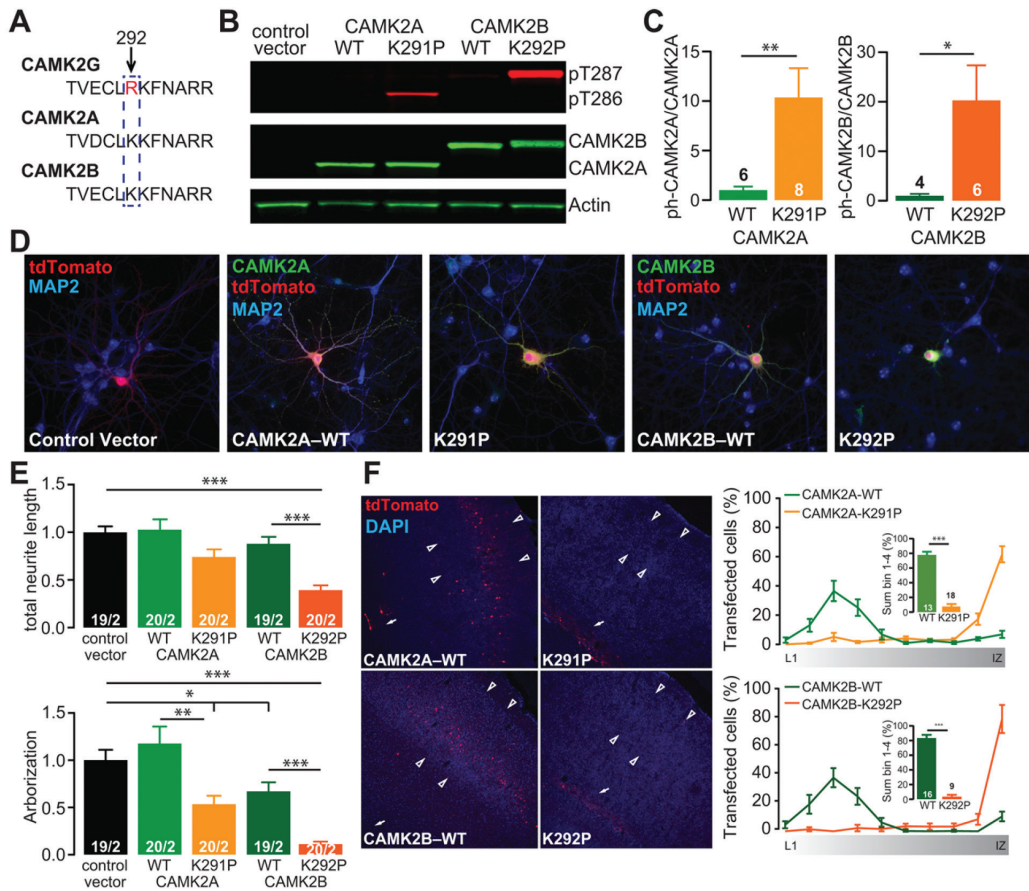 A
292
CAMK2G
TVECLRKFNARR
CAMK2A
TVDCLKKFNARR
CAMK2B
TVECLKKFNARR
B
control vector
CAMK2A
WT K291P
CAMK2B
WT K292P
pT287
pT286
CAMK2B
CAMK2A
Actin
C
ph-CAMK2A/CAMK2A
15
10
5
0
**
6
8
WT K291P
CAMK2A
ph-CAMK2B/CAMK2B
30
20
10
0
*
4
6
WT K292P
CAMK2B
D
tdTomato
MAP2
Control Vector
CAMK2A
tdTomato
MAP2
CAMK2A–WT
K291P
CAMK2B
tdTomato
MAP2
CAMK2B–WT
K292P
E
total neurite length
1.5
1.0
0.5
0.0
***
***
19/2 20/2 20/2 19/2 20/2
control vector
WT K291P
CAMK2A
WT K292P
CAMK2B
Arborization
1.5
1.0
0.5
0.0
***
*
**
***
19/2 20/2 20/2 19/2 20/2
control vector
WT K291P
CAMK2A
WT K292P
CAMK2B
F
tdTomato
DAPI
CAMK2A–WT
K291P
CAMK2B–WT
K292P
Transfected cells (%)
100
80
60
40
20
0
CAMK2A-WT
CAMK2A-K291P
Sum bin 1-4 (%)
100
80
60
40
20
0
***
13
18
WT K291P
L1 IZ
Transfected cells (%)
100
80
60
40
20
0
CAMK2B-WT
CAMK2B-K292P
Sum bin 1-4 (%)
100
80
60
40
20
0
***
16
9
WT K292P
L1 IZ